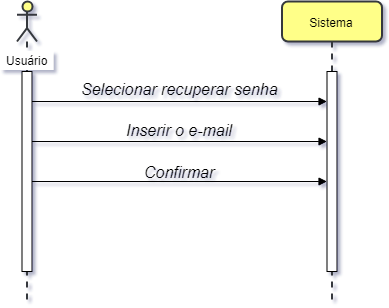 Usuário
Sistema
Selecionar recuperar senha
Inserir o e-mail
Confirmar